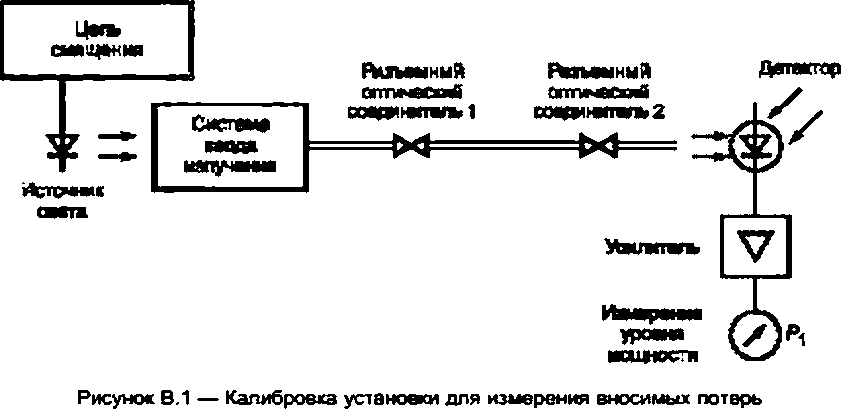 Цепь
смещения
Разъемный
оптический
соединитель 1
Разъемный
оптический
соединитель 2
Детектор
Система
ввода
излучения
Источник
света
Усилитель
Измерение
уровня
мощности
P1
Рисунок В.1 — Калибровка установки для измерения вносимых потерь